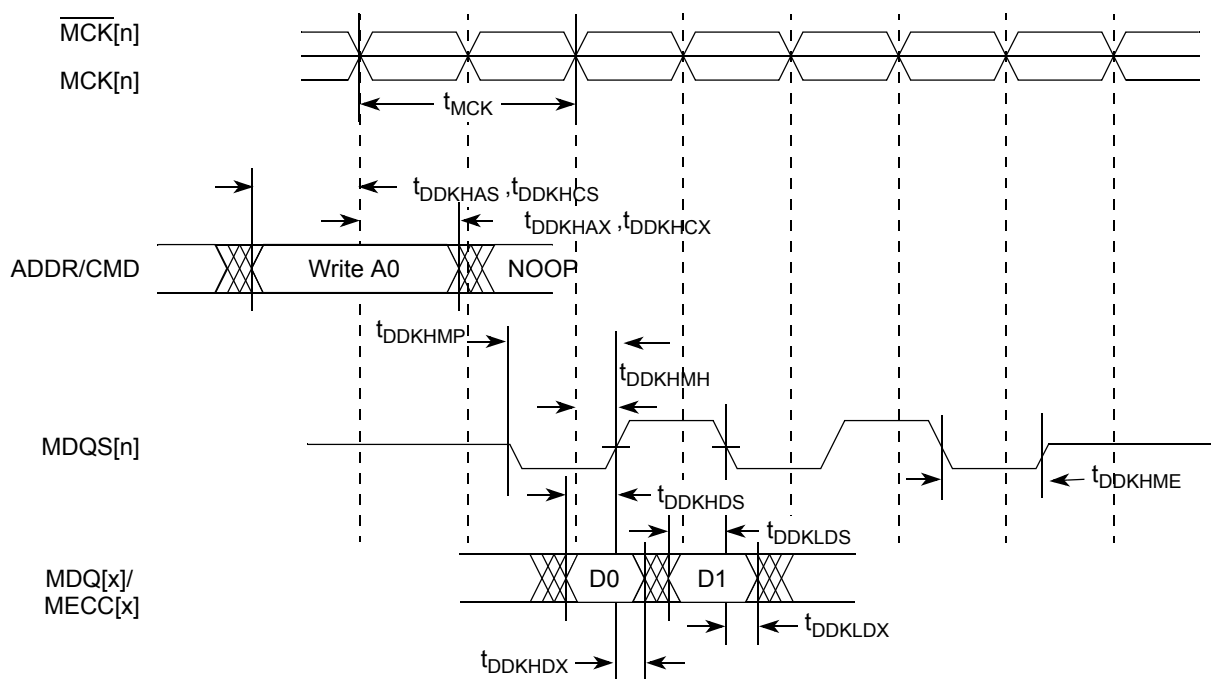 MCK[n]
MCK[n]
tMCK
tDDKHAS ,tDDKHCS
tDDKHAX ,tDDKHCX
ADDR/CMD
Write A0
NOOP
tDDKHMP
tDDKHMH
MDQS[n]
tDDKHME
tDDKHDS
tDDKLDS
MDQ[x]/
MECC[x]
D0
D1
tDDKLDX
tDDKHDX